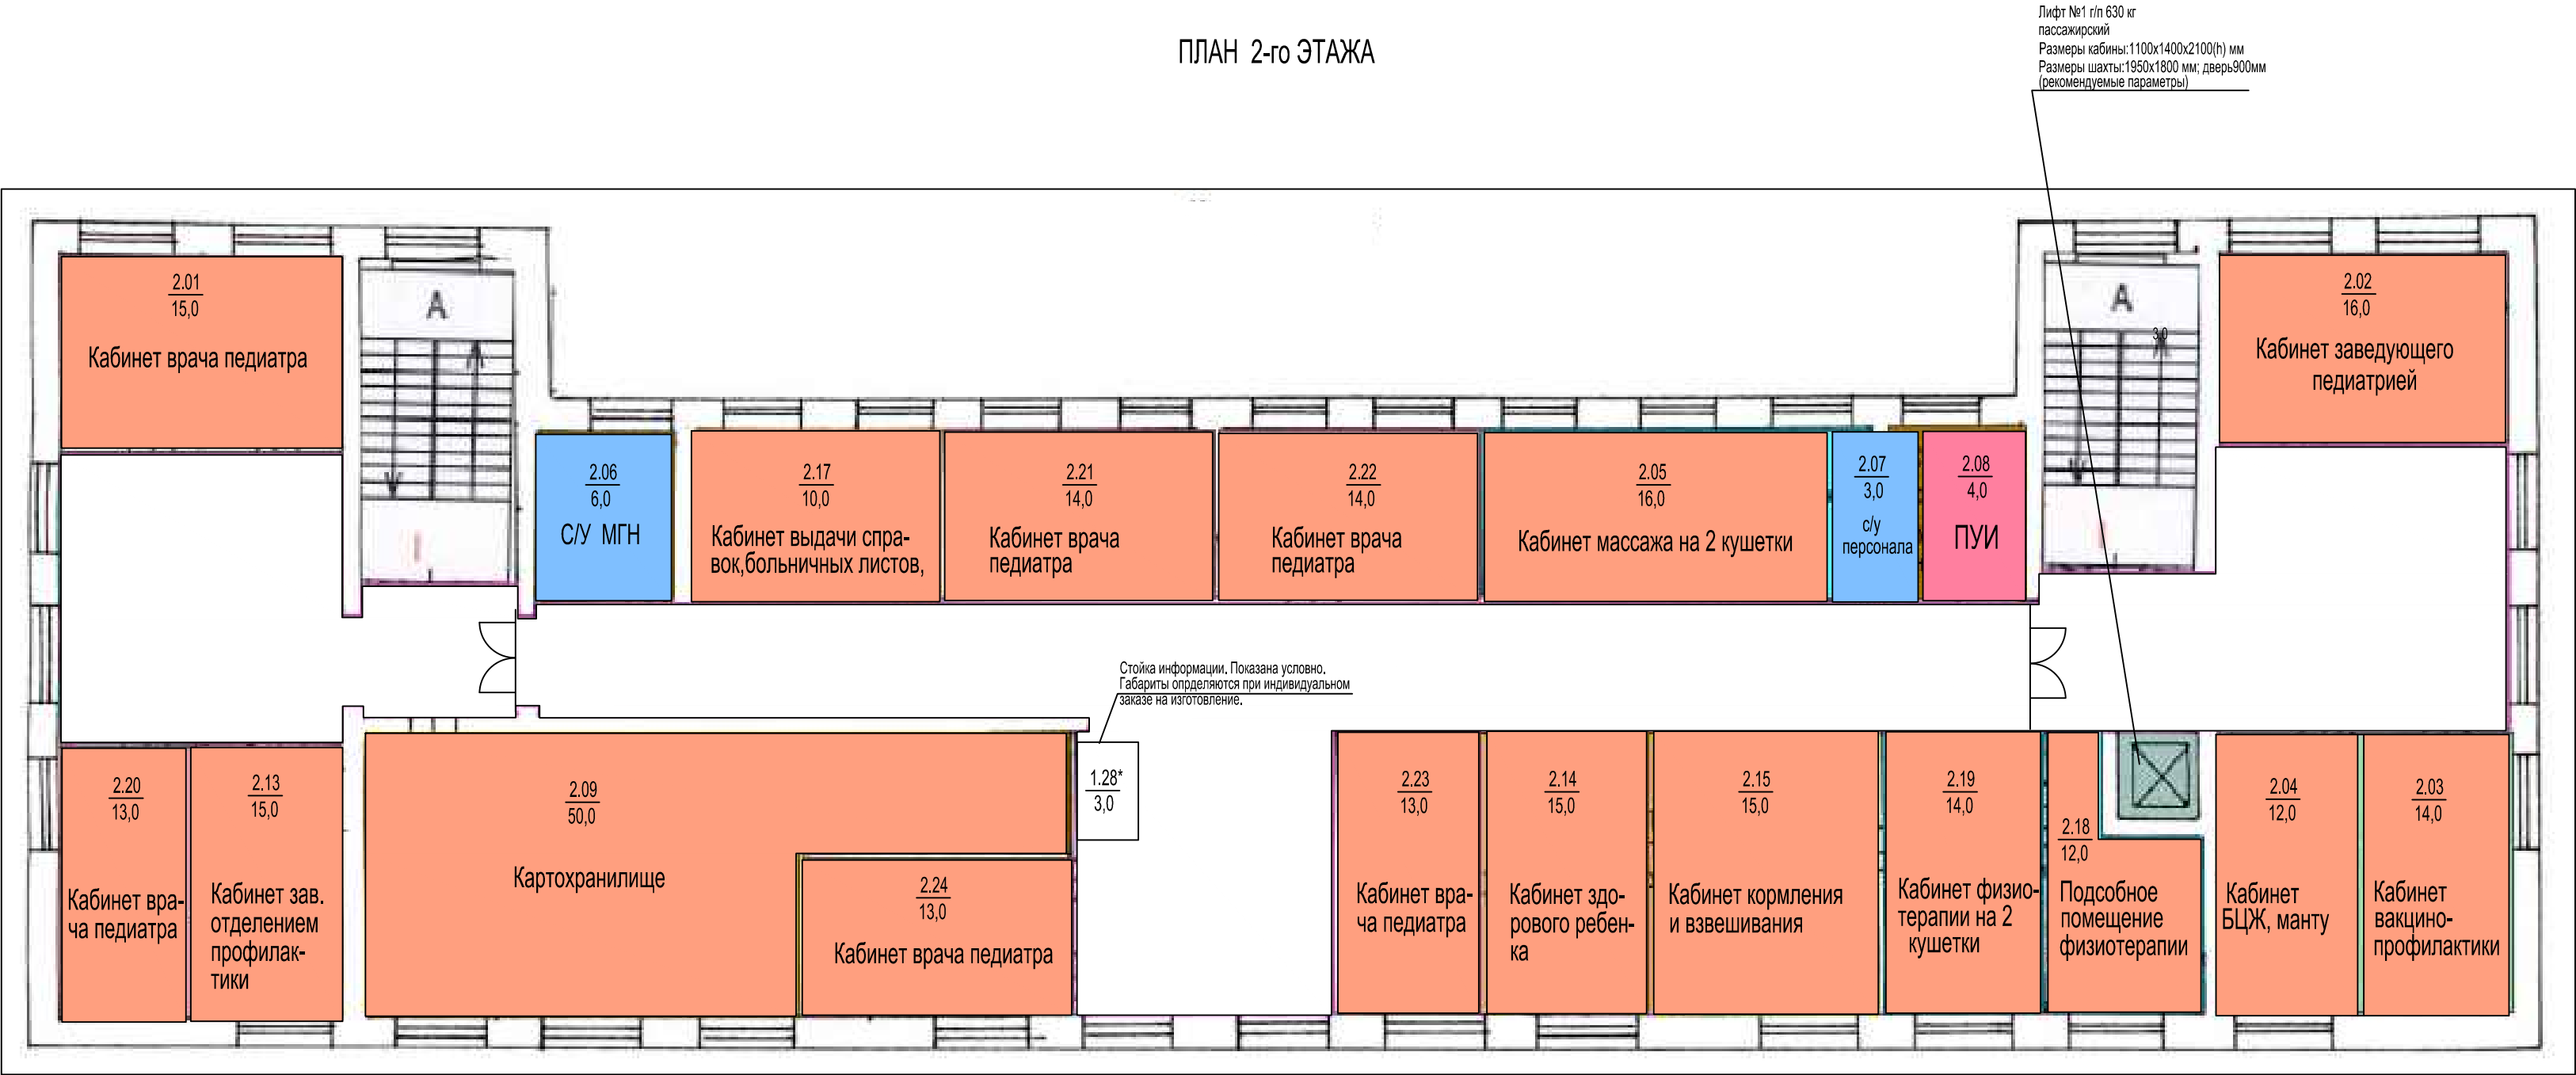 ПЛАН 2-го ЭТАЖА
Лифт №1 г/п 630 кг
пассажирский
Размеры кабины:1100х1400х2100(h) мм
Размеры шахты:1950х1800 мм; дверь900мм
(рекомендуемые параметры)
2.01
15,0
Кабинет врача педиатра
А
А
3,0
2.02
16,0
Кабинет заведующего
педиатрией
2.06
6,0
С/У МГН
2.17
10,0
Кабинет выдачи спра-
вок,больничных листов,
2.21
14,0
Кабинет врача
педиатра
2.22
14,0
Кабинет врача
педиатра
2.05
16,0
Кабинет массажа на 2 кушетки
2.07
3,0
с/у
персонала
2.08
4,0
ПУИ
I
I
Стойка информации. Показана условно.
Габариты опрделяются при индивидуальном
заказе на изготовление.
2.20
13,0
Кабинет вра-
ча педиатра
2.13
15,0
Кабинет зав.
отделением
профилак-
тики
2.09
50,0
Картохранилище
2.24
13,0
Кабинет врача педиатра
1.28*
3,0
2.23
13,0
Кабинет вра-
ча педиатра
2.14
15,0
Кабинет здо-
рового ребен-
ка
2.15
15,0
Кабинет кормления
и взвешивания
2.19
14,0
Кабинет физио-
терапии на 2
кушетки
2.18
12,0
Подсобное
помещение
физиотерапии
2.04
12,0
Кабинет
БЦЖ, манту
2.03
14,0
Кабинет
вакцино-
профилактики